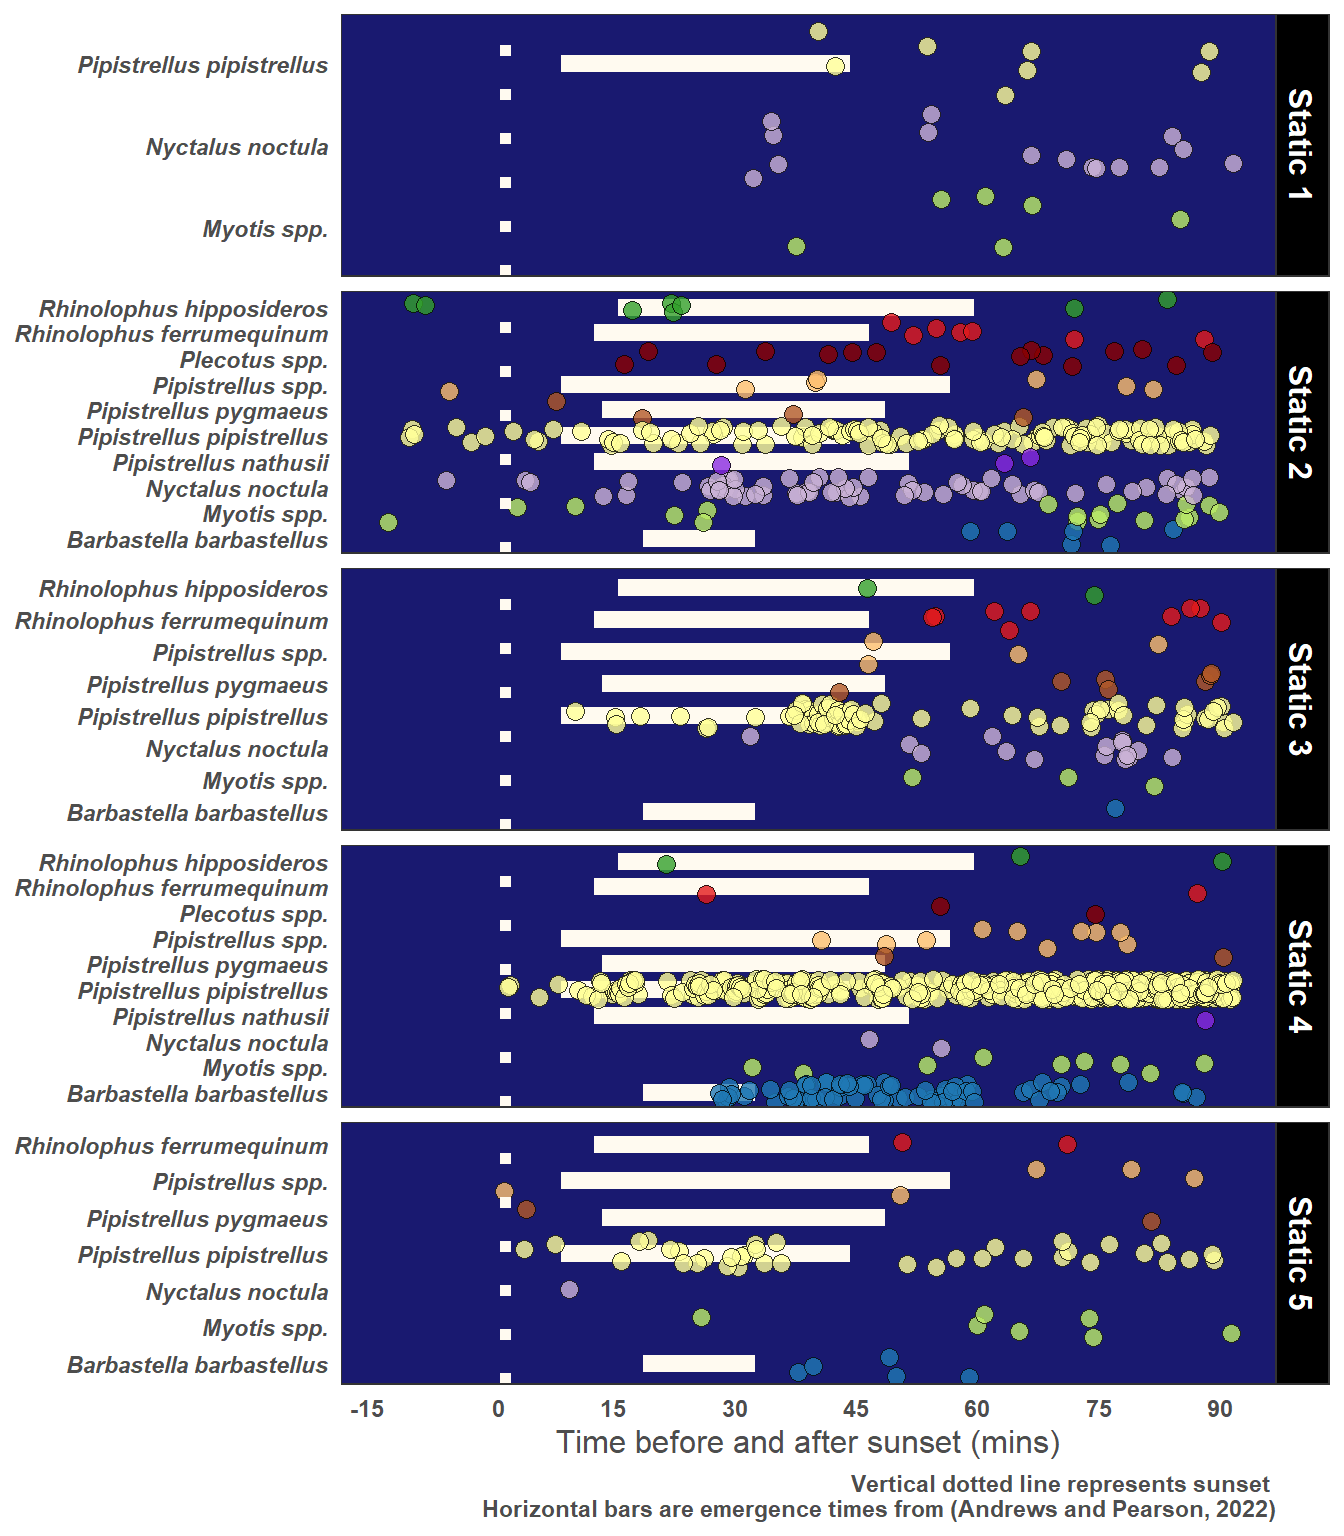 Pipistrellus pipistrellus
Nyctalus noctula
Myotis spp.
Static 1
Rhinolophus hipposideros
Rhinolophus ferrumequinum
Plecotus spp.
Pipistrellus spp.
Pipistrellus pygmaeus
Pipistrellus pipistrellus
Pipistrellus nathusii
Nyctalus noctula
Myotis spp.
Barbastella barbastellus
Static 2
Rhinolophus hipposideros
Rhinolophus ferrumequinum
Pipistrellus spp.
Pipistrellus pygmaeus
Pipistrellus pipistrellus
Nyctalus noctula
Myotis spp.
Barbastella barbastellus
Static 3
Rhinolophus hipposideros
Rhinolophus ferrumequinum
Plecotus spp.
Pipistrellus spp.
Pipistrellus pygmaeus
Pipistrellus pipistrellus
Pipistrellus nathusii
Nyctalus noctula
Myotis spp.
Barbastella barbastellus
Static 4
Rhinolophus ferrumequinum
Pipistrellus spp.
Pipistrellus pygmaeus
Pipistrellus pipistrellus
Nyctalus noctula
Myotis spp.
Barbastella barbastellus
Static 5
-15 0 15 30 45 60 75 90
Time before and after sunset (mins)
Vertical dotted line represents sunset
Horizontal bars are emergence times from (Andrews and Pearson, 2022)